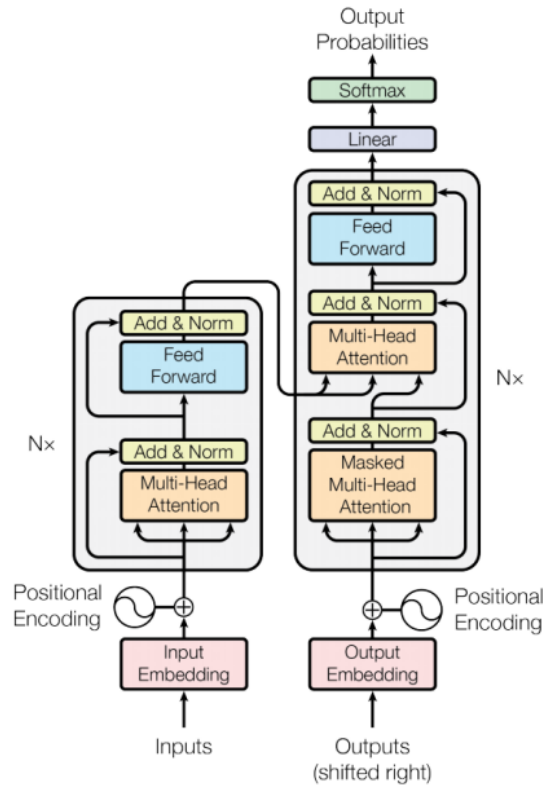 Output
Probabilities
Softmax
Linear
Add & Norm
Feed
Forward
Add & Norm
Multi-Head
Attention
Nx
Add & Norm
Masked
Multi-Head
Attention
Add & Norm
Feed
Forward
Nx
Add & Norm
Multi-Head
Attention
Positional
Encoding
Positional
Encoding
Input
Embedding
Output
Embedding
Inputs
Outputs
(shifted right)